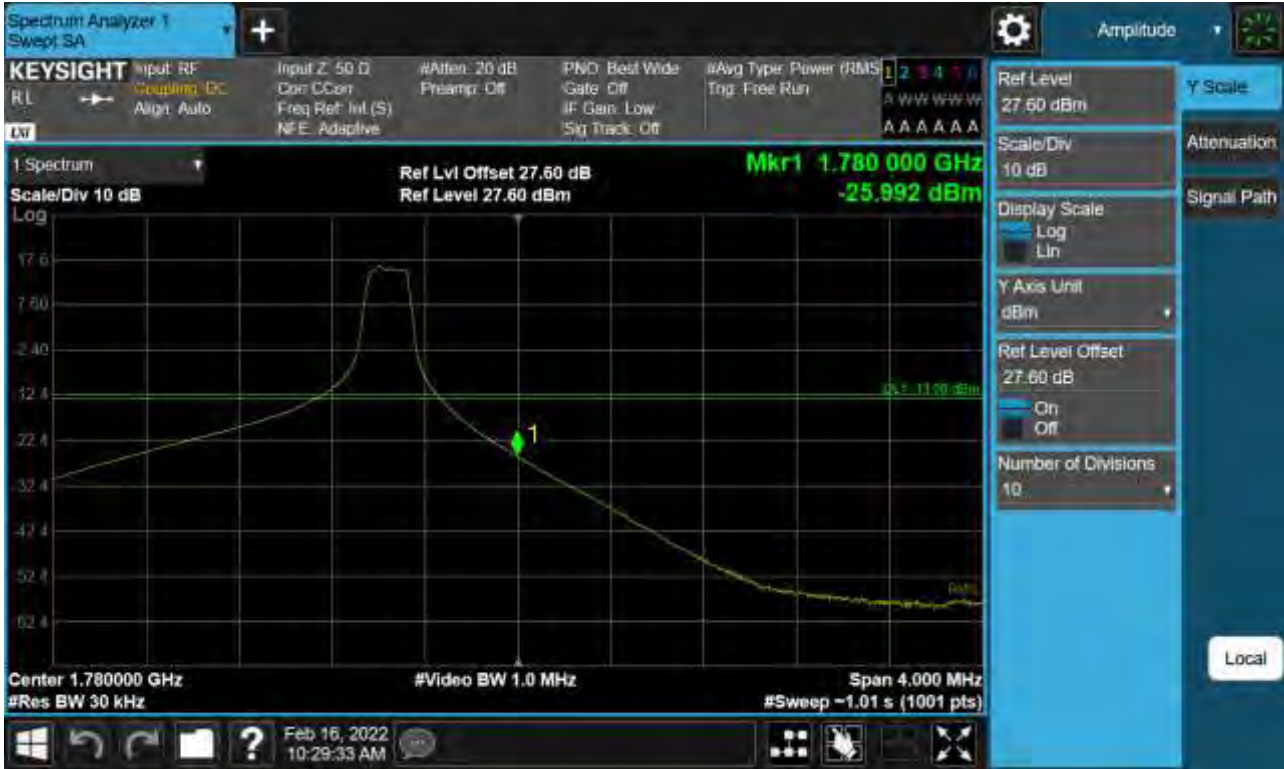 Spectrum Analyzer 1
Swept SA
+
Amplitude
KEYSIGHT
RL
LXI
Input: RF
Coupling: DC
Align: Auto
Input Z: 50 Ω
Corr CCorr
Freq Ref: Int (S)
NFE: Adaptive
#Atten: 20 dB
Preamp: Off
PNO: Best Wide
Gate: Off
IF Gain: Low
Sig Track: Off
#Avg Type: Power (RMS
Trig: Free Run
1 2 3 4 5 6
A W W W W W
A A A A A A
1 Spectrum
Scale/Div 10 dB
Log
Ref Lvl Offset 27.60 dB
Ref Level 27.60 dBm
Mkr1 1.780 000 GHz
-25.992 dBm
17.6
7.60
-2.40
-12.4
-22.4
-32.4
-42.4
-52.4
-62.4
DL1 -13.00 dBm
1
RMS
Center 1.780000 GHz
#Res BW 30 kHz
#Video BW 1.0 MHz
Span 4.000 MHz
#Sweep ~1.01 s (1001 pts)
Ref Level
27.60 dBm
Scale/Div
10 dB
Display Scale
Log
Lin
Y Axis Unit
dBm
Ref Level Offset
27.60 dB
On
Off
Number of Divisions
10
Y Scale
Attenuation
Signal Path
Local
?
Feb 16, 2022
10:29:33 AM